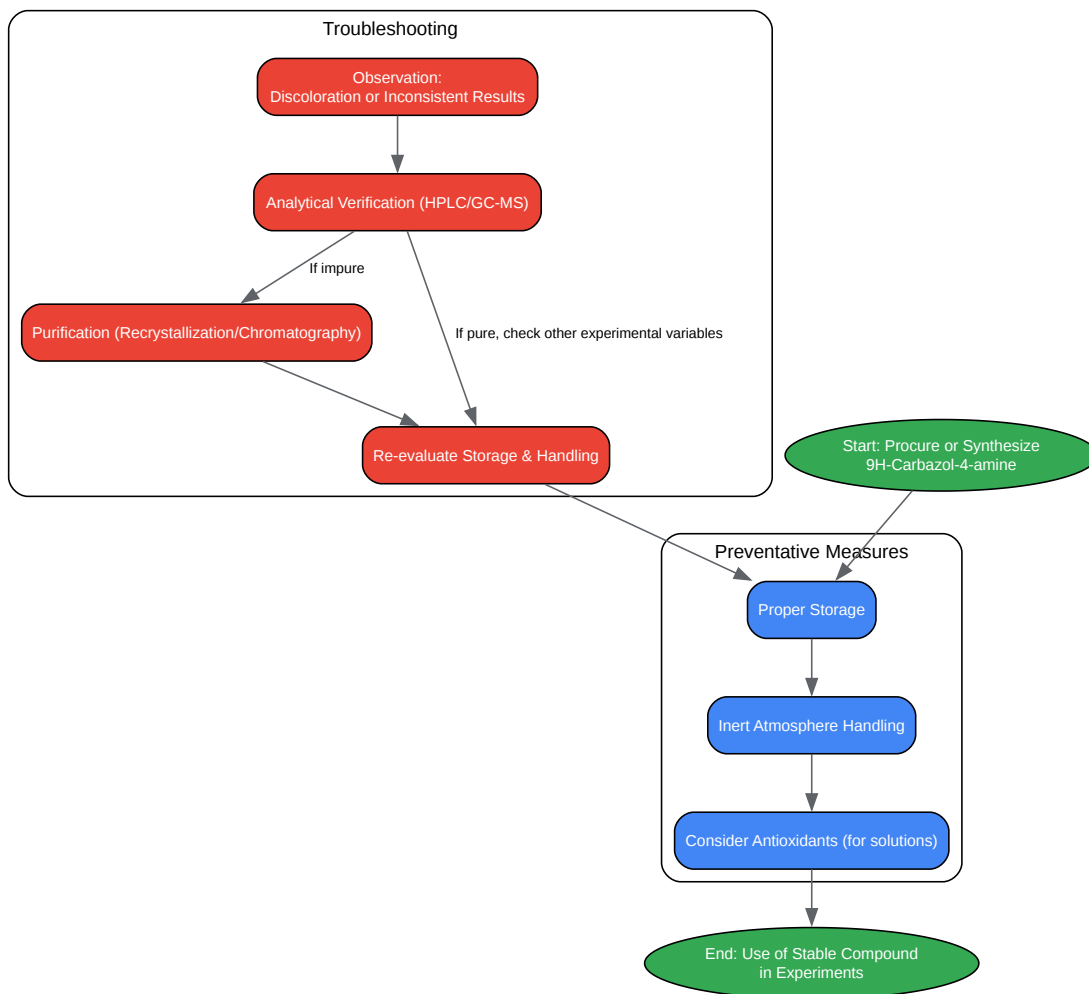 Troubleshooting
Observation:
Discoloration or Inconsistent Results
Analytical Verification (HPLC/GC-MS)
If impure
Purification (Recrystallization/Chromatography)
If pure, check other experimental variables
Re-evaluate Storage & Handling
Start: Procure or Synthesize
9H-Carbazol-4-amine
Preventative Measures
Proper Storage
Inert Atmosphere Handling
Consider Antioxidants (for solutions)
End: Use of Stable Compound
in Experiments